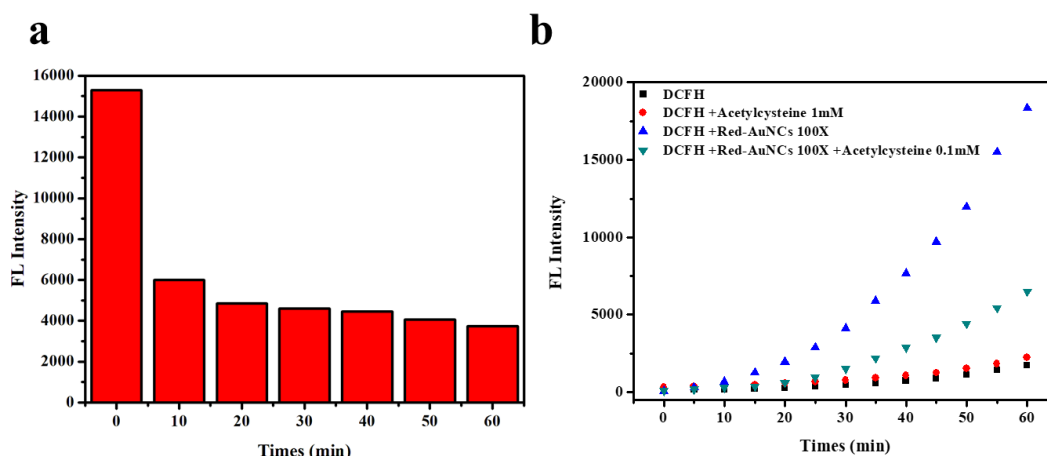 a
16000
14000
12000
10000
8000
6000
4000
2000
0
FL Intensity
0 10 20 30 40 50 60
Times (min)
b
20000
15000
10000
5000
0
FL Intensity
DCFH
DCFH +Acetylcysteine 1mM
DCFH +Red-AuNCs 100X
DCFH +Red-AuNCs 100X +Acetylcysteine 0.1mM
0 10 20 30 40 50 60
Times (min)